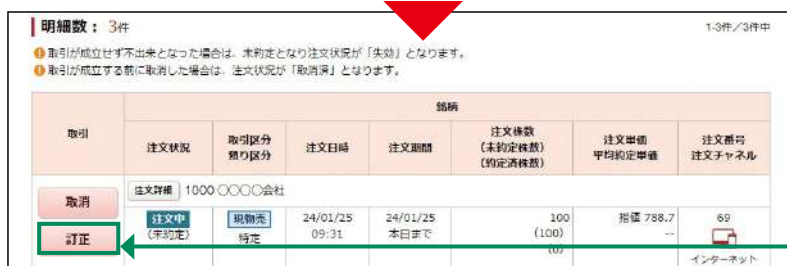 明細数：3件
1-3件／3件中
取引が成立せず不出来となった場合は、未約定となり注文状況が「失効」となります。
取引が成立する前に取消した場合は、注文状況が「取消済」となります。
銘柄
取引
注文状況
取引区分
預り区分
注文日時
注文期間
注文株数
(未約定株数)
(約定済株数)
注文単価
平均約定単価
注文番号
注文チャネル
取消
訂正
注文詳細 1000 〇〇〇〇会社
注文中
(未約定)
現物売
特定
24/01/25
09:31
24/01/25
本日まで
100
(100)
(0)
指値 788.7
--
69
インターネット